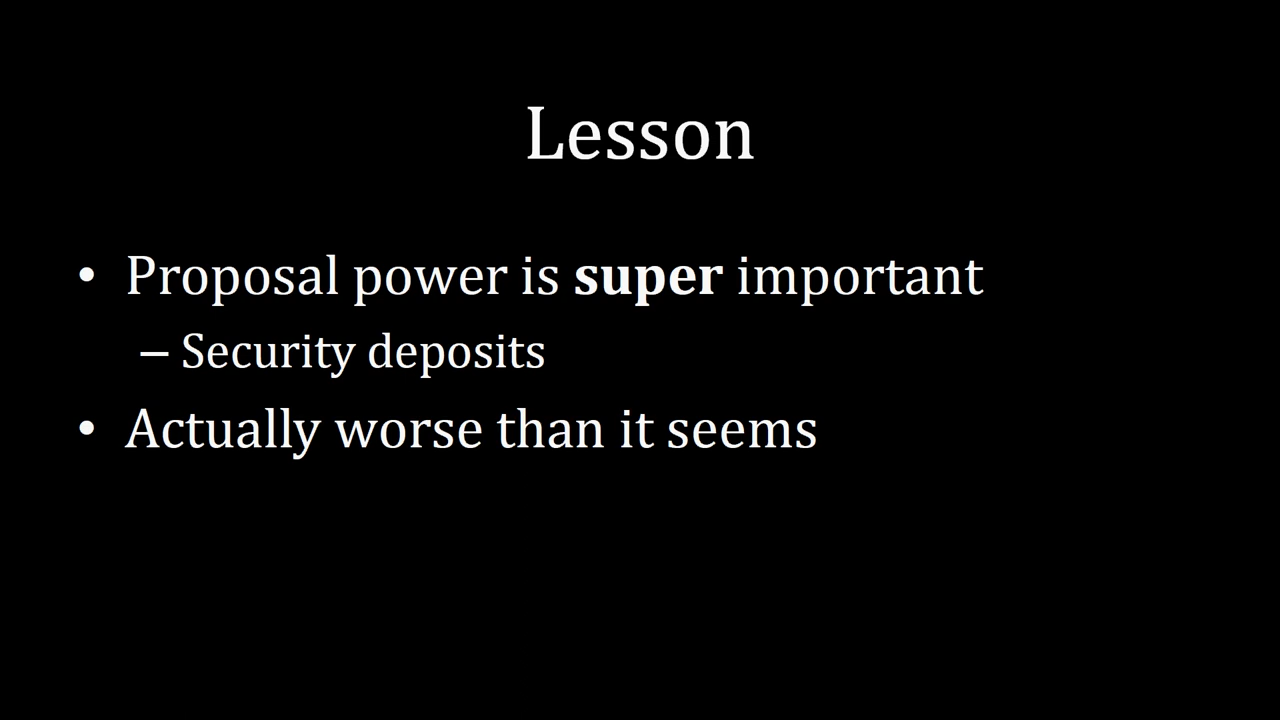 Lesson
• Proposal power is super important
– Security deposits
• Actually worse than it seems